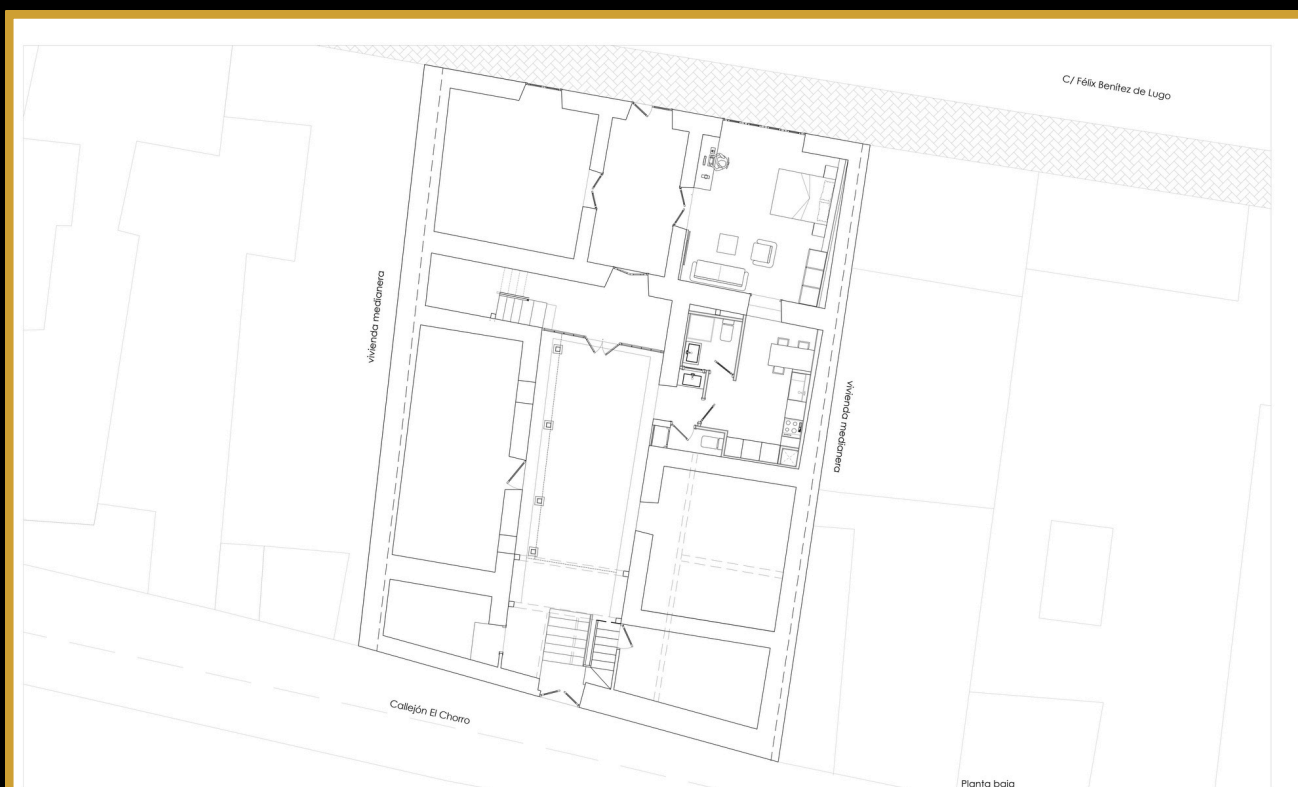 C/ Félix Benítez de Lugo
vivienda medianera
vivienda medianera
Callejón El Chorro
Planta baja